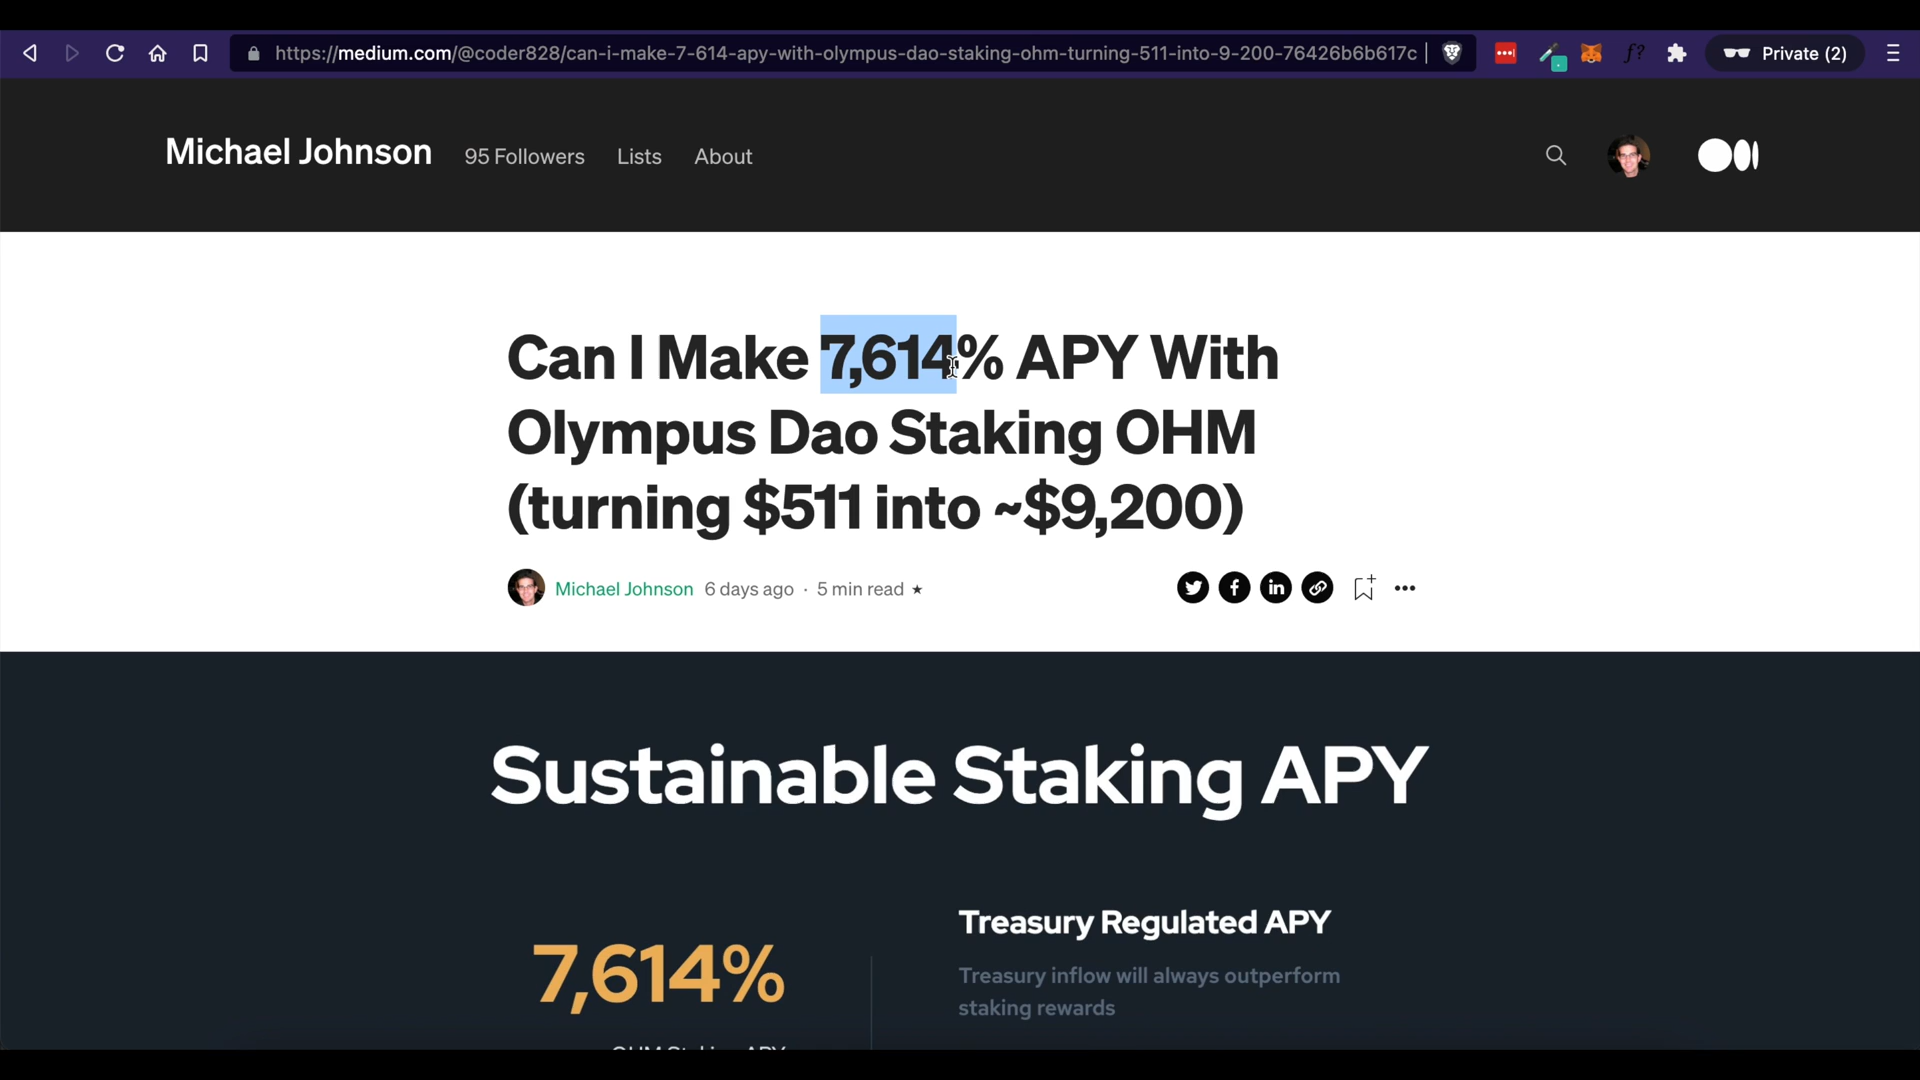 https://medium.com/@coder828/can-i-make-7-614-apy-with-olympus-dao-staking-ohm-turning-511-into-9-200-76426b6b617c
f?
Private (2)
Michael Johnson 95 Followers Lists About
Can I Make 7,614% APY With
Olympus Dao Staking OHM
(turning $511 into ~$9,200)
Michael Johnson 6 days ago · 5 min read ★
Sustainable Staking APY
Treasury Regulated APY
7,614%
Treasury inflow will always outperform
staking rewards